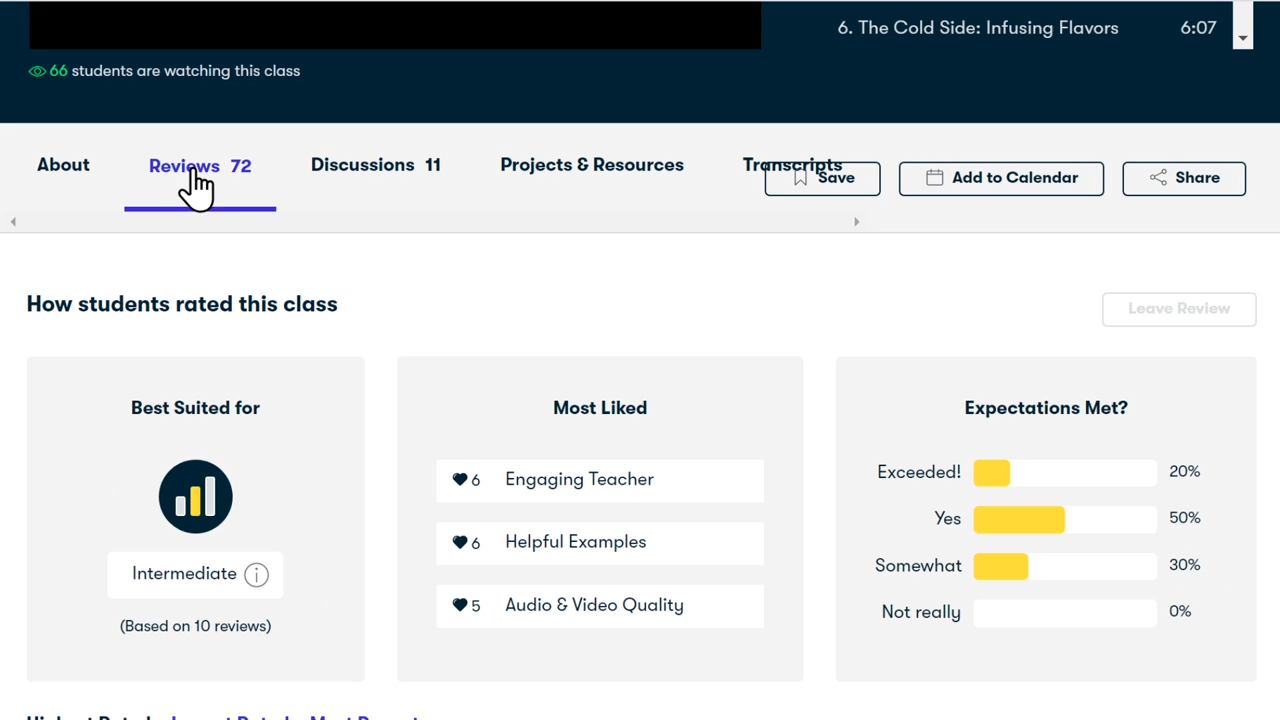 6. The Cold Side: Infusing Flavors 6:07
66 students are watching this class
About Reviews 72 Discussions 11 Projects & Resources Transcripts
Save Add to Calendar Share
How students rated this class
Leave Review
Best Suited for
Intermediate
(Based on 10 reviews)
Most Liked
6 Engaging Teacher
6 Helpful Examples
5 Audio & Video Quality
Expectations Met?
Exceeded! 20%
Yes 50%
Somewhat 30%
Not really 0%